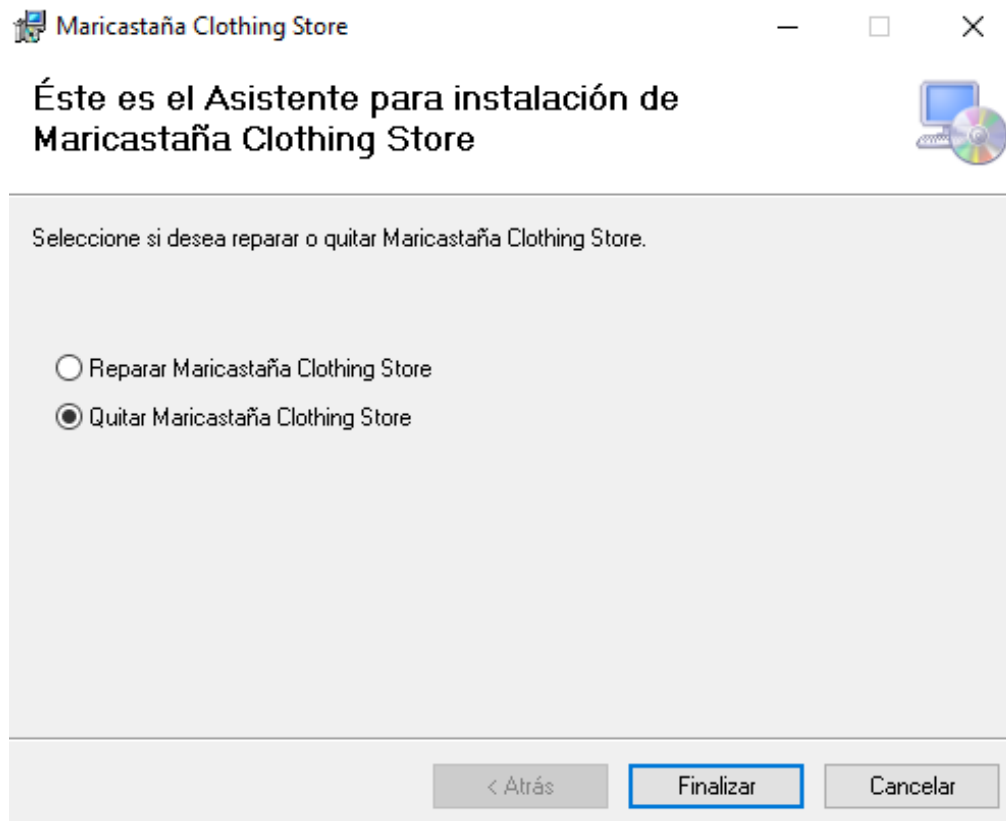 Maricastaña Clothing Store
Éste es el Asistente para instalación de
Maricastaña Clothing Store
Seleccione si desea reparar o quitar Maricastaña Clothing Store.
Reparar Maricastaña Clothing Store
Quitar Maricastaña Clothing Store
< Atrás
Finalizar
Cancelar